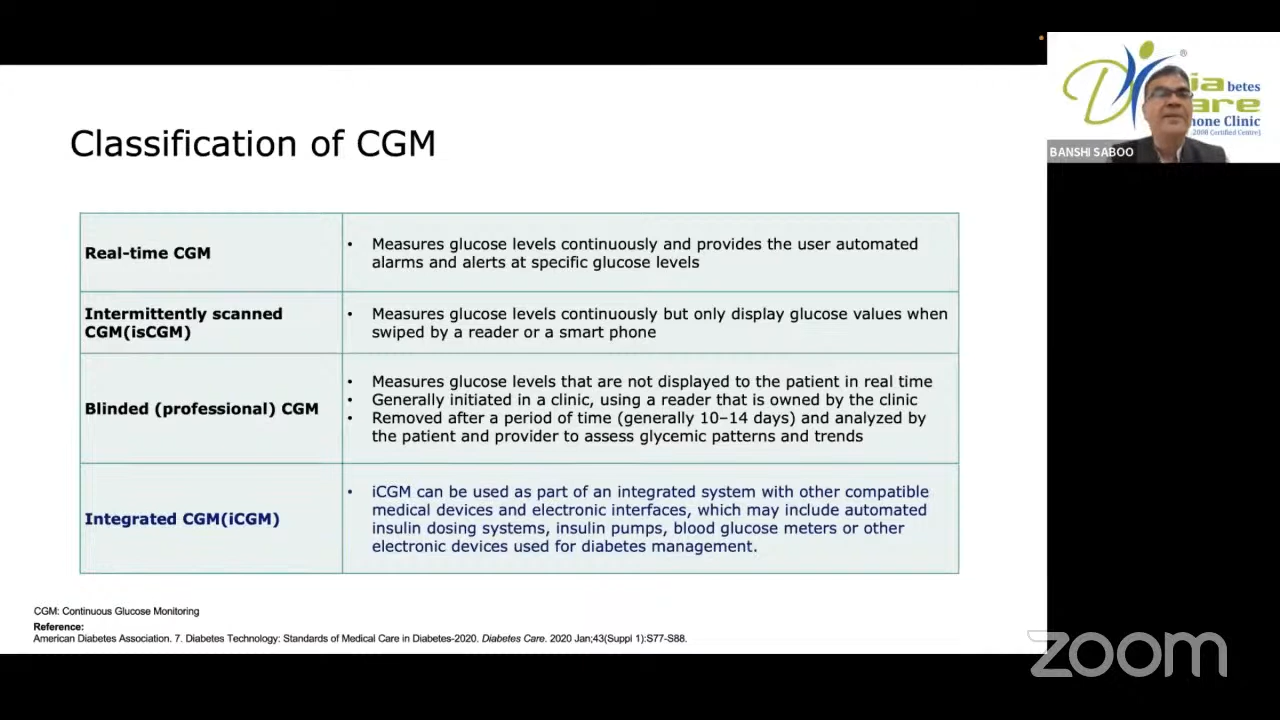 Classification of CGM
Real-time CGM
• Measures glucose levels continuously and provides the user automated
alarms and alerts at specific glucose levels
Intermittently scanned
CGM(isCGM)
• Measures glucose levels continuously but only display glucose values when
swiped by a reader or a smart phone
Blinded (professional) CGM
• Measures glucose levels that are not displayed to the patient in real time
• Generally initiated in a clinic, using a reader that is owned by the clinic
• Removed after a period of time (generally 10–14 days) and analyzed by
the patient and provider to assess glycemic patterns and trends
Integrated CGM(iCGM)
• iCGM can be used as part of an integrated system with other compatible
medical devices and electronic interfaces, which may include automated
insulin dosing systems, insulin pumps, blood glucose meters or other
electronic devices used for diabetes management.
CGM: Continuous Glucose Monitoring
Reference:
American Diabetes Association. 7. Diabetes Technology: Standards of Medical Care in Diabetes-2020. Diabetes Care. 2020 Jan;43(Suppl 1):S77-S88.
®
D ia betes
are
hone Clinic
-2008 Certified Centre)
BANSHI SABOO
zoom